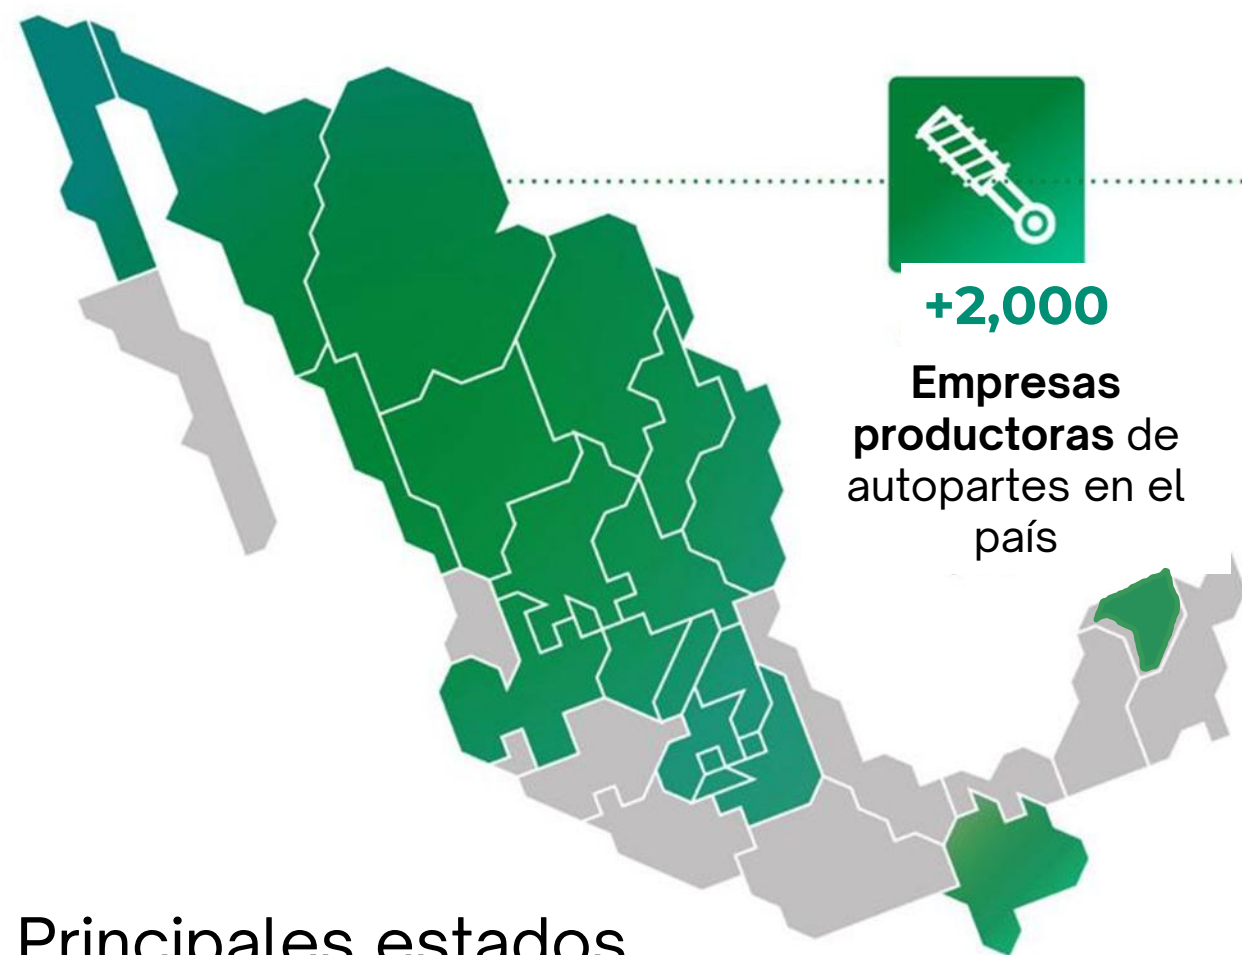 +2,000
Empresas
productoras de
autopartes en el
país
Principales estados